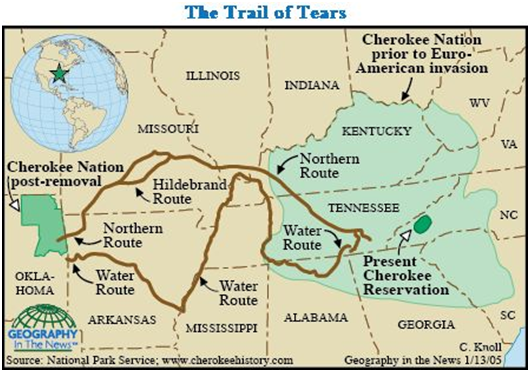 The Trail of Tears
Cherokee Nation
prior to Euro-
American invasion
ILLINOIS
INDIANA
WV
MISSOURI
KENTUCKY
VA
Cherokee Nation
post-removal
Northern
Route
Hildebrand
Route
TENNESSEE
NC
Northern
Route
Water
Route
Present
Cherokee
Reservation
OKLA-
HOMA
Water
Route
Water
Route
ARKANSAS
MISSISSIPPI
ALABAMA
GEORGIA
SC
GEOGRAPHY
In The News™
C. Knoll
Source: National Park Service; www.cherokeehistory.com
Geography in the News 1/13/05